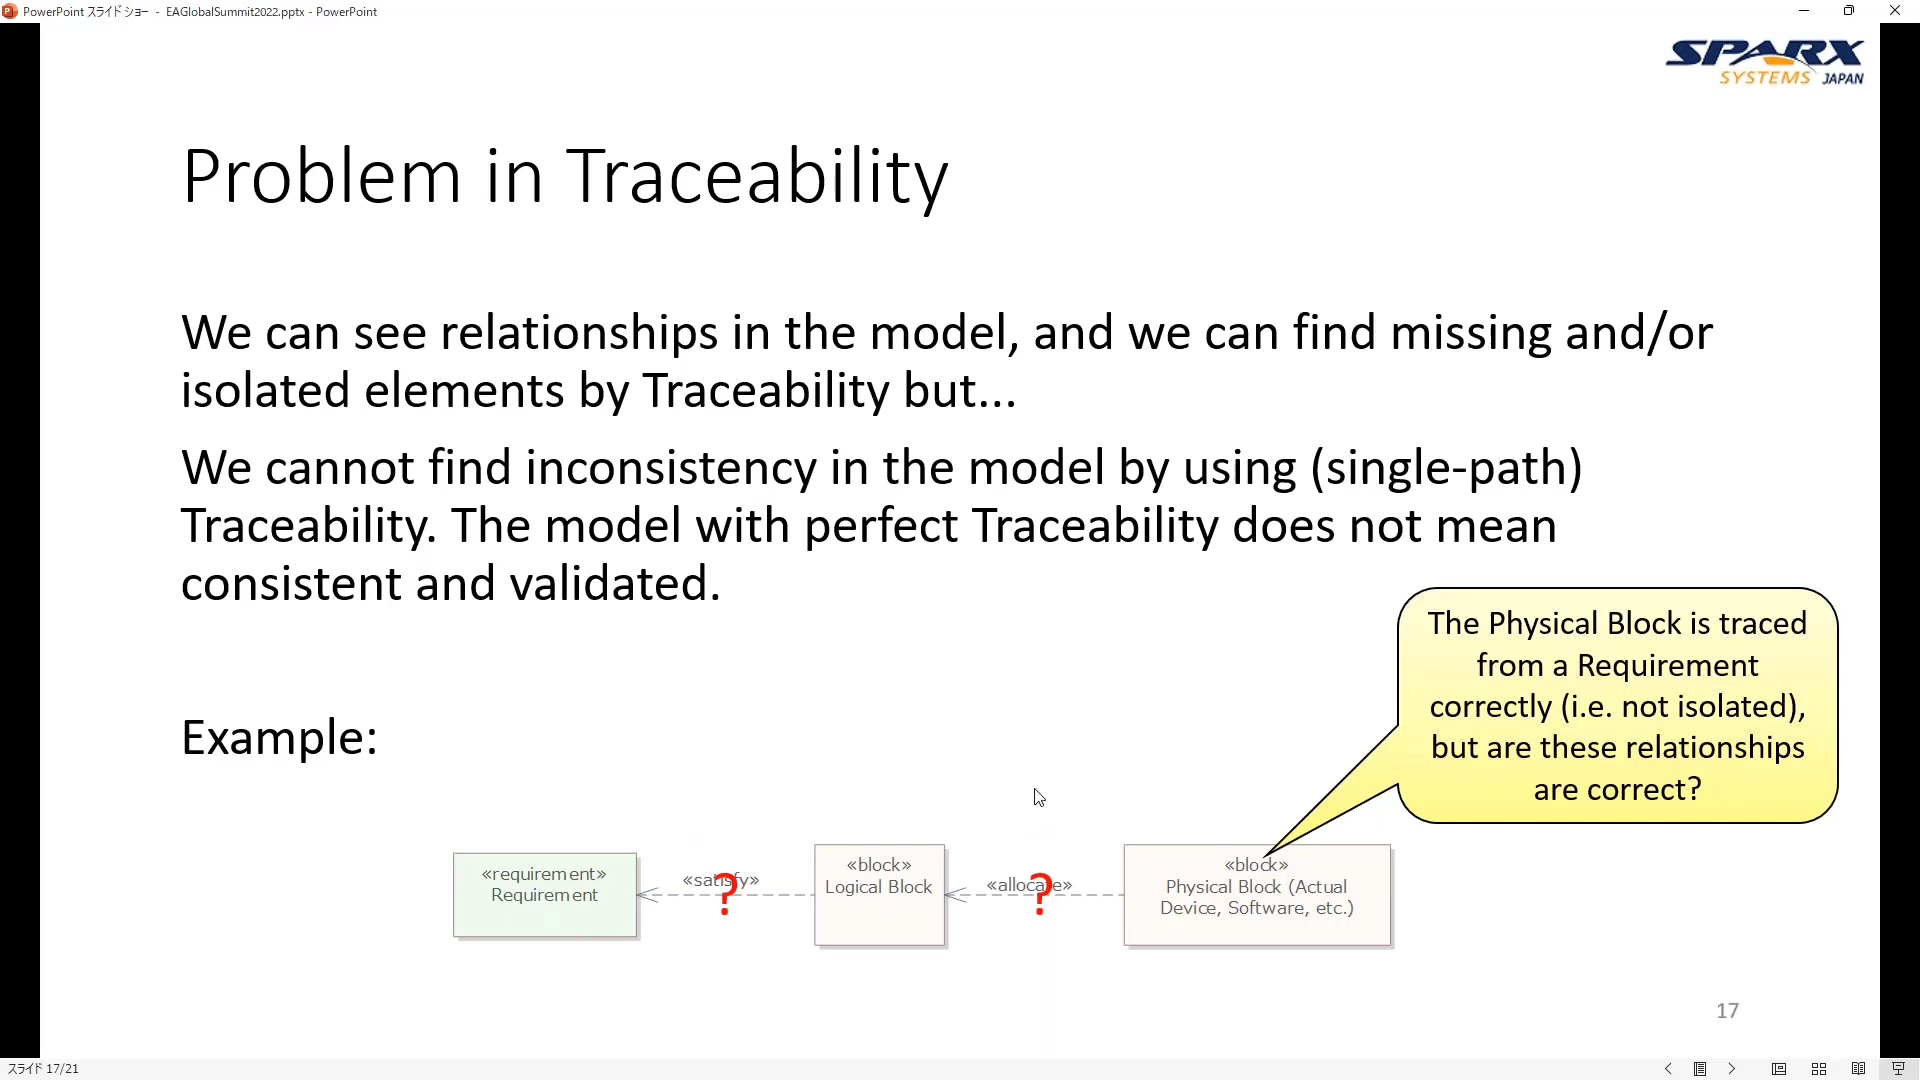 PowerPoint スライド ショー - EAGlobalSummit2022.pptx - PowerPoint
SPARX
SYSTEMS JAPAN
Problem in Traceability
We can see relationships in the model, and we can find missing and/or
isolated elements by Traceability but...
We cannot find inconsistency in the model by using (single-path)
Traceability. The model with perfect Traceability does not mean
consistent and validated.
The Physical Block is traced
from a Requirement
correctly (i.e. not isolated),
but are these relationships
are correct?
Example:
«requirement»
Requirement
«satisfy»
?
«block»
Logical Block
«allocate»
?
«block»
Physical Block (Actual
Device, Software, etc.)
17
スライド 17/21